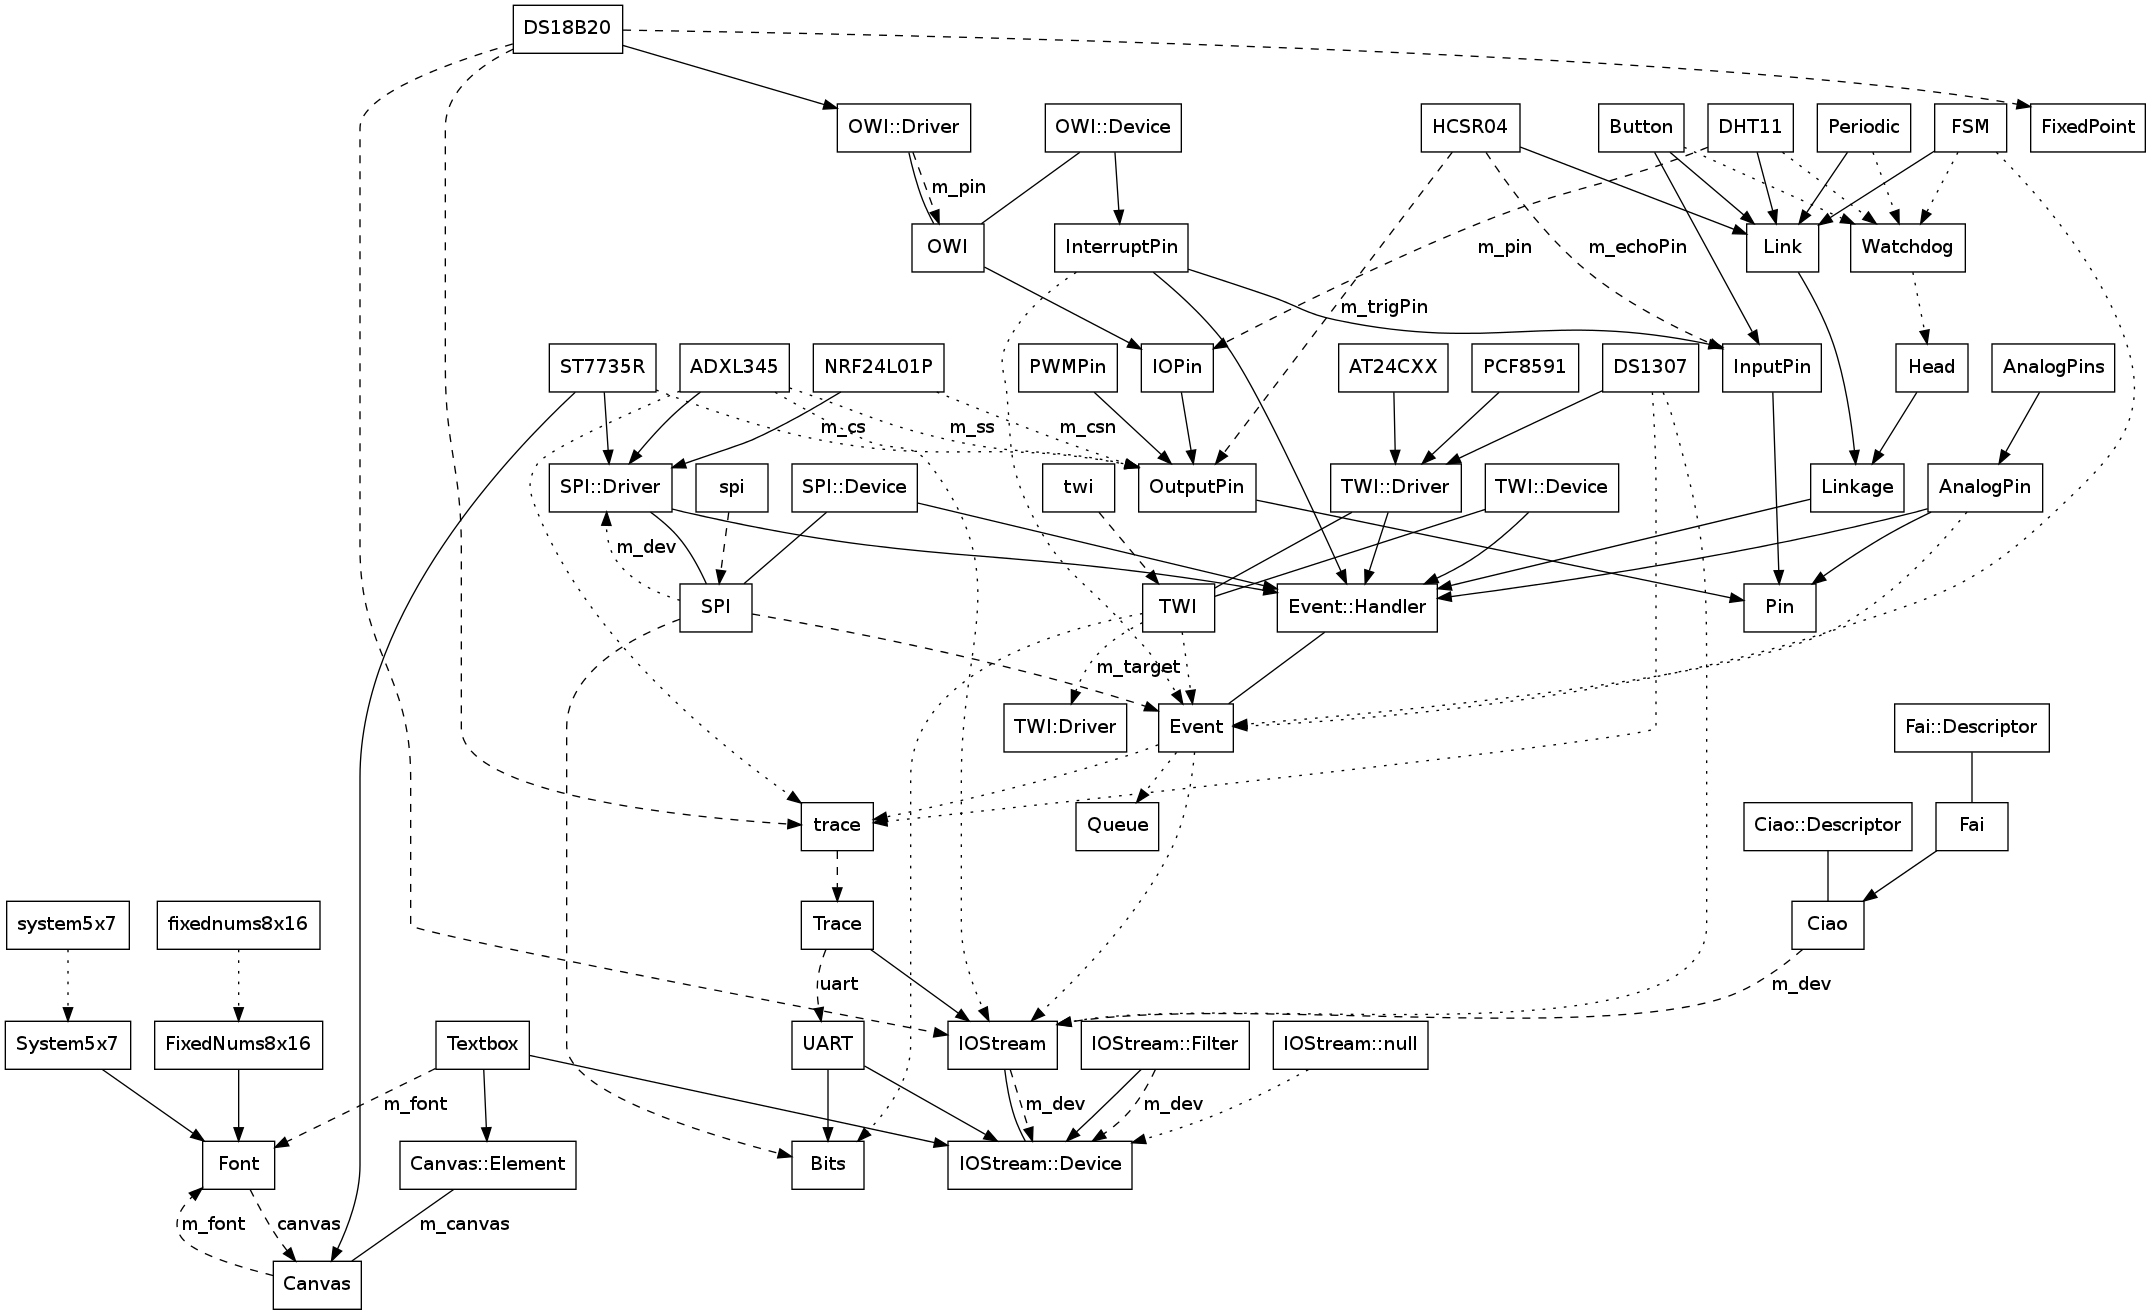 DS18B20
OWI::Driver
OWI::Device
HCSR04
Button
DHT11
Periodic
FSM
FixedPoint
m_pin
OWI
InterruptPin
m_pin
m_echoPin
Link
Watchdog
m_trigPin
ST7735R
ADXL345
NRF24L01P
PWMPin
IOPin
AT24CXX
PCF8591
DS1307
InputPin
Head
AnalogPins
m_cs
m_ss
m_csn
SPI::Driver
spi
SPI::Device
twi
OutputPin
TWI::Driver
TWI::Device
Linkage
AnalogPin
m_dev
SPI
TWI
Event::Handler
Pin
m_target
TWI:Driver
Event
Fai::Descriptor
trace
Queue
Ciao::Descriptor
Fai
system5x7
fixednums8x16
Trace
Ciao
uart
m_dev
System5x7
FixedNums8x16
Textbox
UART
IOStream
IOStream::Filter
IOStream::null
m_font
m_dev
m_dev
Font
Canvas::Element
Bits
IOStream::Device
m_font
canvas
m_canvas
Canvas